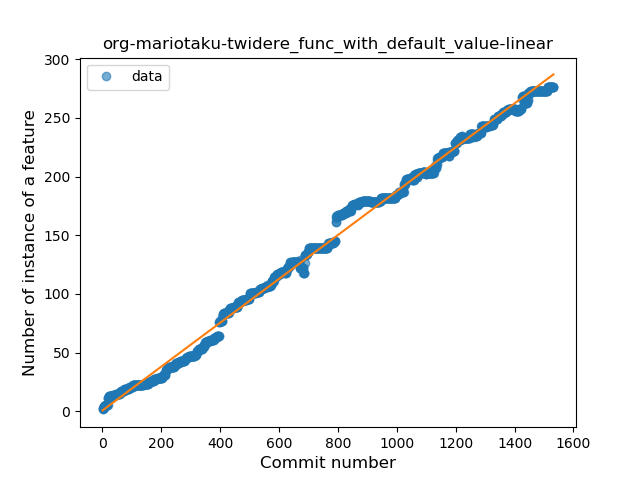 org-mariotaku-twidere_func_with_default_value-linear
data
Number of instance of a feature
300
250
200
150
100
50
0
0 200 400 600 800 1000 1200 1400 1600
Commit number